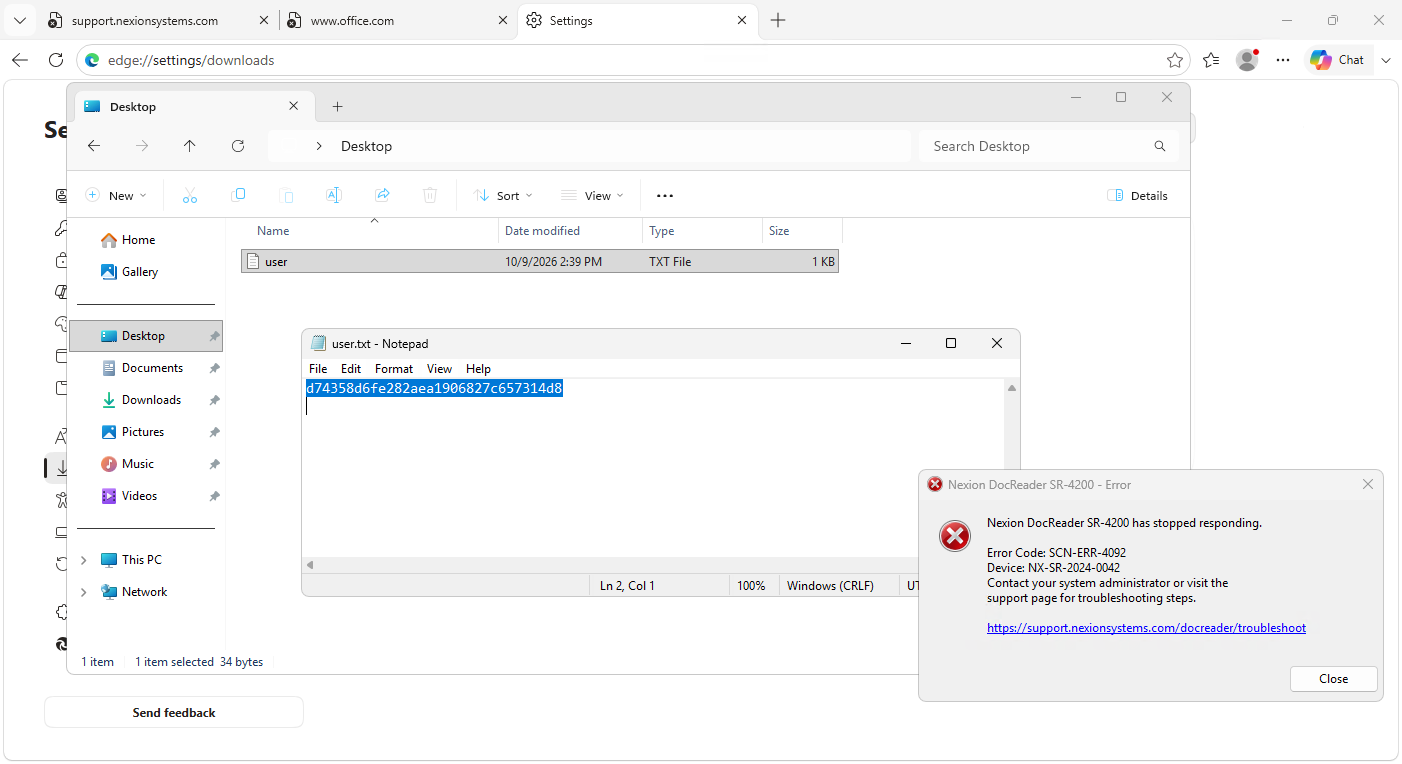 support.nexionsystems.com
www.office.com
Settings
edge://settings/downloads
Chat
Se
Desktop
Desktop
Search Desktop
New
Sort
View
Details
Name
Date modified
Type
Size
user
10/9/2026 2:39 PM
TXT File
1 KB
Home
Gallery
Desktop
Documents
Downloads
Pictures
Music
Videos
This PC
Network
1 item
1 item selected 34 bytes
user.txt - Notepad
File Edit Format View Help
d74358d6fe282aea1906827c657314d8
Ln 2, Col 1
100%
Windows (CRLF)
UT
Nexion DocReader SR-4200 - Error
Nexion DocReader SR-4200 has stopped responding.
Error Code: SCN-ERR-4092
Device: NX-SR-2024-0042
Contact your system administrator or visit the
support page for troubleshooting steps.
https://support.nexionsystems.com/docreader/troubleshoot
Close
Send feedback